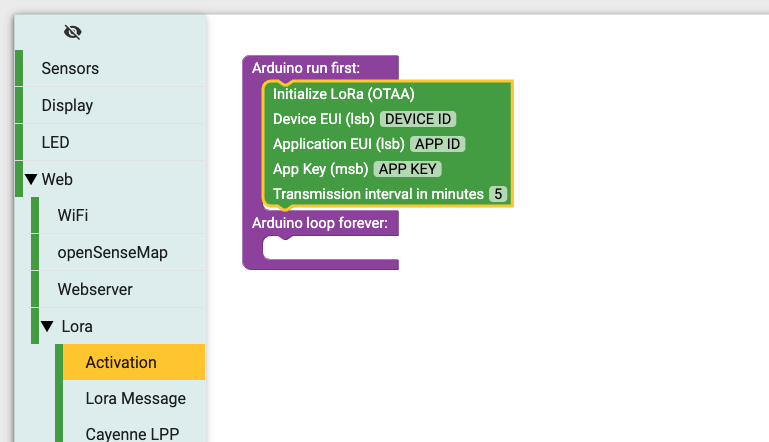 Sensors
Display
LED
Web
WiFi
openSenseMap
Webserver
Lora
Activation
Lora Message
Cayenne LPP
Arduino run first:
Initialize LoRa (OTAA)
Device EUI (lsb) DEVICE ID
Application EUI (lsb) APP ID
App Key (msb) APP KEY
Transmission interval in minutes 5
Arduino loop forever: